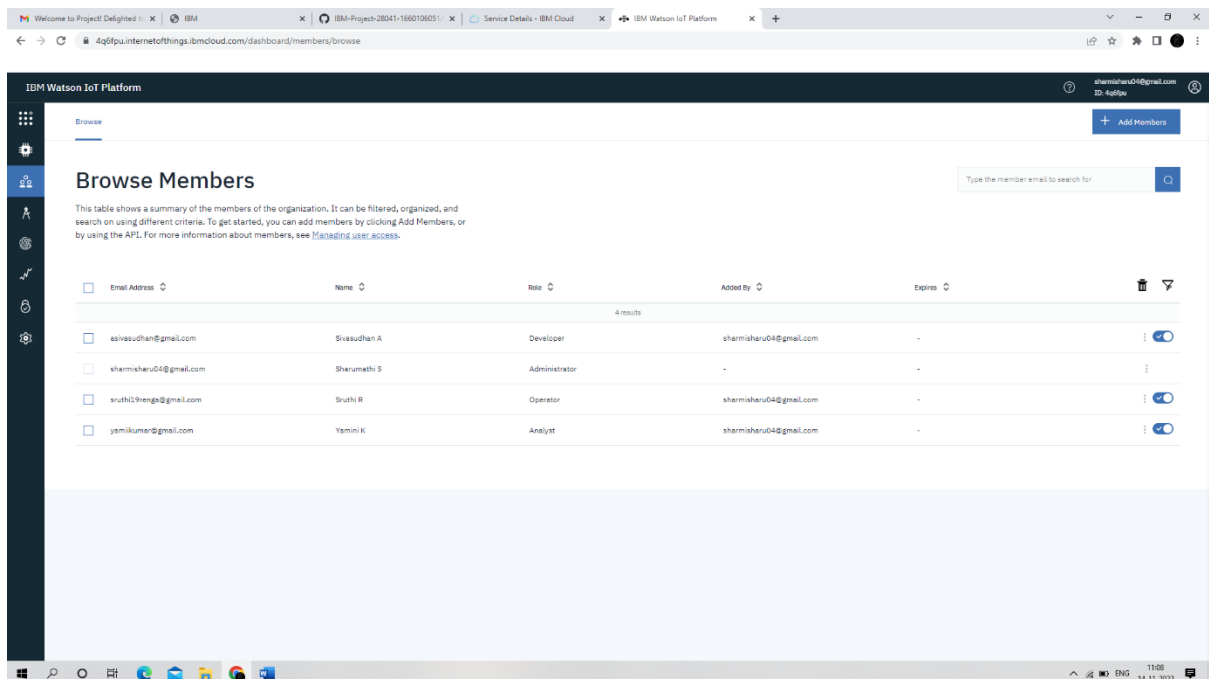 Welcome to Project! Delighted to
IBM
IBM-Project-28041-1660106051/
Service Details - IBM Cloud
IBM Watson IoT Platform
4q6fpu.internetofthings.ibmcloud.com/dashboard/members/browse
IBM Watson IoT Platform
sharmisharu04@gmail.com
ID: 4q6fpu
Browse
Add Members
Browse Members
Type the member email to search for
This table shows a summary of the members of the organization. It can be filtered, organized, and
search on using different criteria. To get started, you can add members by clicking Add Members, or
by using the API. For more information about members, see Managing user access.
Email Address Name Role Added By Expires
4 results
asivasudhan@gmail.com Sivasudhan A Developer sharmisharu04@gmail.com -
sharmisharu04@gmail.com Sharumathi S Administrator - -
sruthi19renga@gmail.com Sruthi R Operator sharmisharu04@gmail.com -
yamiikumar@gmail.com Yamini K Analyst sharmisharu04@gmail.com -
ENG
11:08